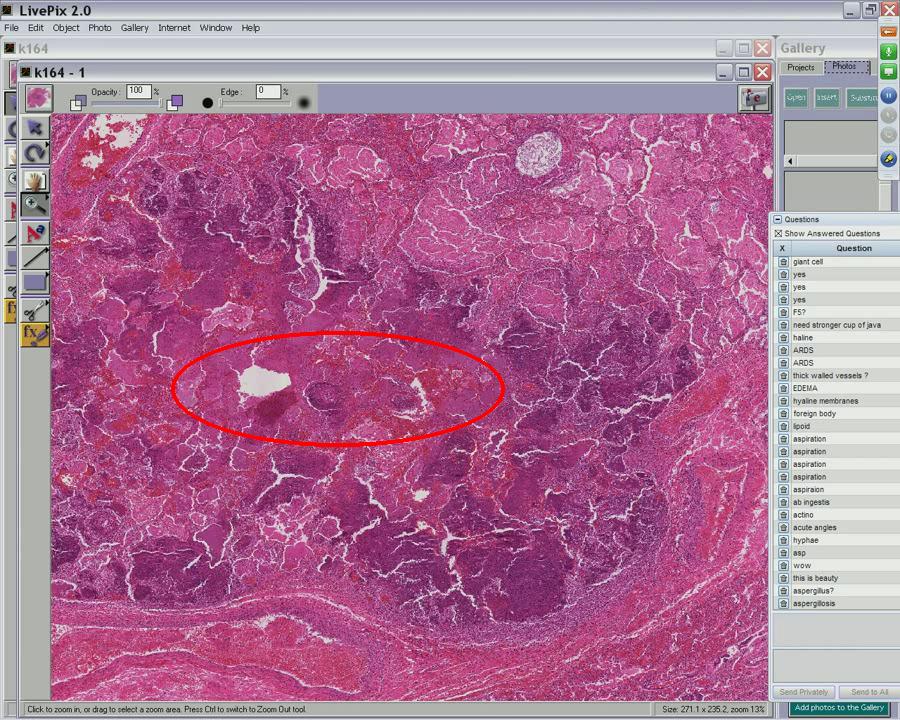 LivePix 2.0
File Edit Object Photo Gallery Internet Window Help
k164
Gallery
k164 - 1
Projects Photos
Opacity: 100 % Edge: 0 %
Open Insert
Questions
Show Answered Questions
X Question
giant cell
yes
yes
yes
F5?
need stronger cup of java
haline
ARDS
ARDS
thick walled vessels ?
EDEMA
hyaline membranes
foreign body
lipoid
aspiration
aspiration
aspiration
aspiration
aspiraion
ab ingestis
actino
acute angles
hyphae
asp
wow
this is beauty
aspergillus?
aspergillosis
Send Privately Send to All
Click to zoom in, or drag to select a zoom area. Press Ctrl to switch to Zoom Out tool. Size: 271.1 x 235.2, zoom 13%
Add photos to the Gallery